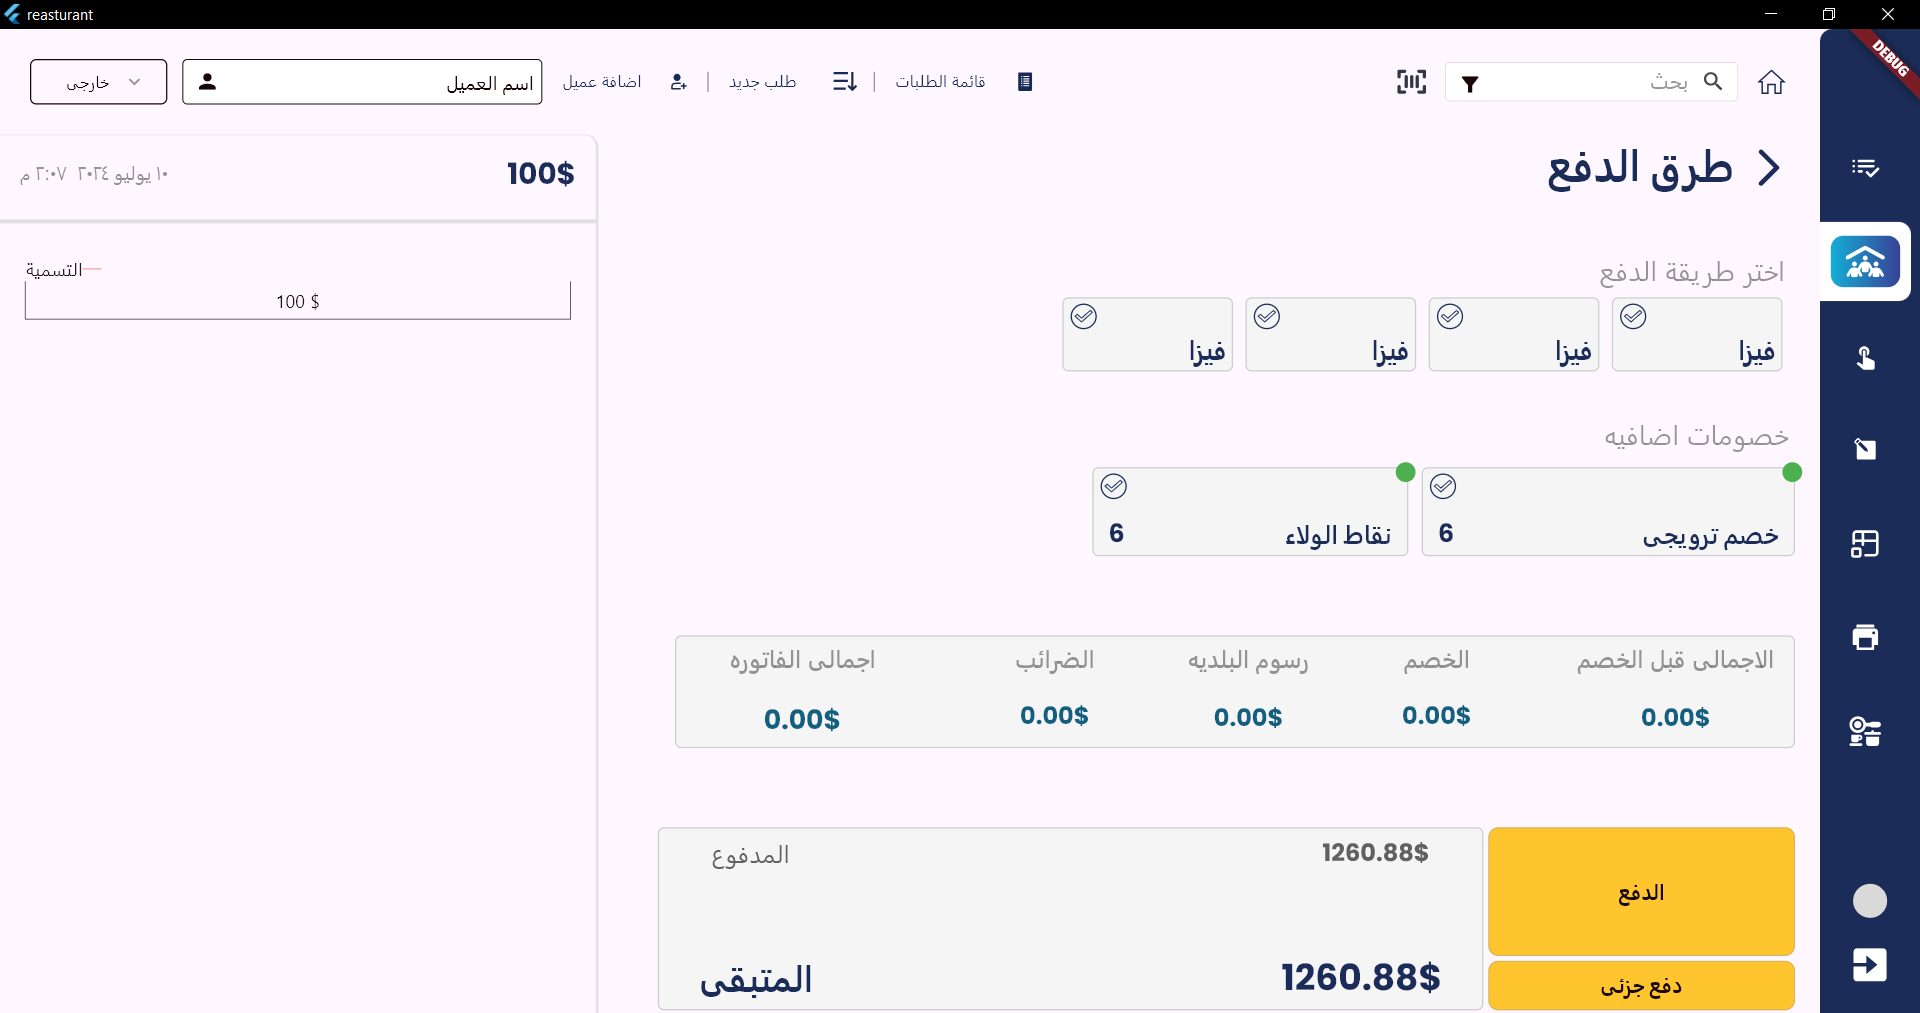 reasturant
DEBUG
بحث
قائمة الطلبات
طلب جديد
اضافة عميل
اسم العميل
خارجى
طرق الدفع
100$
١٠ يوليو ٢٠٢٤ ٢:٠٧ م
التسمية
100 $
اختر طريقة الدفع
فيزا
فيزا
فيزا
فيزا
خصومات اضافيه
خصم ترويجى
6
نقاط الولاء
6
الاجمالى قبل الخصم
الخصم
رسوم البلديه
الضرائب
اجمالى الفاتوره
0.00$
0.00$
0.00$
0.00$
0.00$
الدفع
دفع جزئى
1260.88$
المدفوع
1260.88$
المتبقى